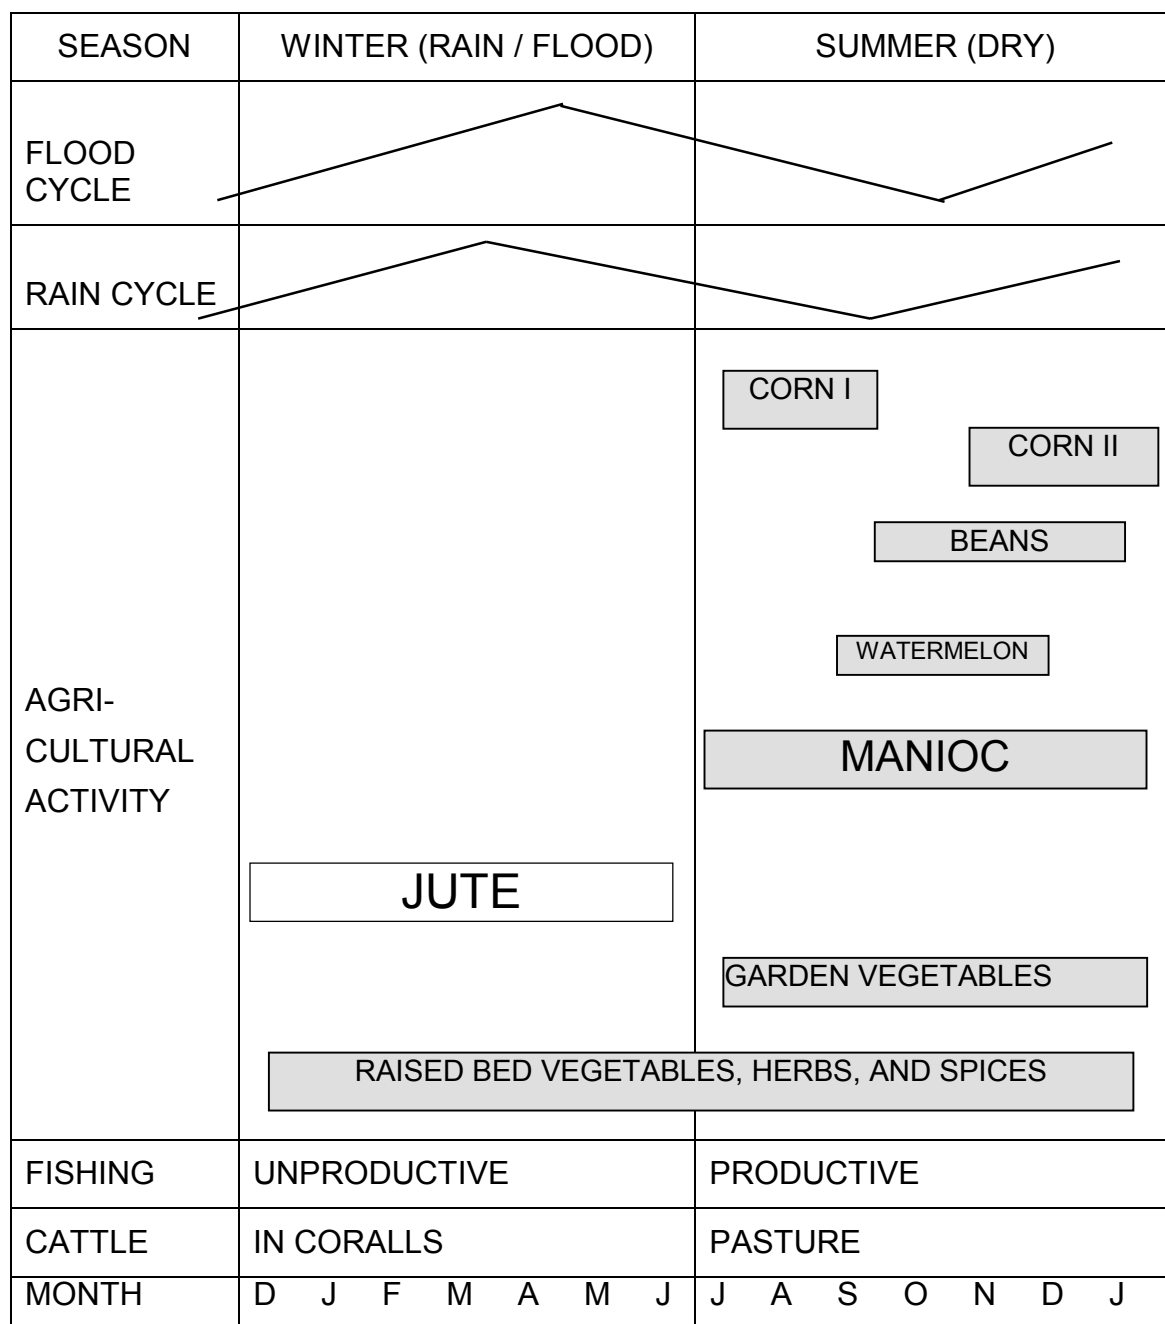 SEASON WINTER (RAIN / FLOOD) SUMMER (DRY)
FLOOD
CYCLE
RAIN CYCLE
CORN I
CORN II
BEANS
WATERMELON
AGRI-
CULTURAL
ACTIVITY
MANIOC
JUTE
GARDEN VEGETABLES
RAISED BED VEGETABLES, HERBS, AND SPICES
FISHING UNPRODUCTIVE PRODUCTIVE
CATTLE IN CORALLS PASTURE
MONTH D J F M A M J J A S O N D J